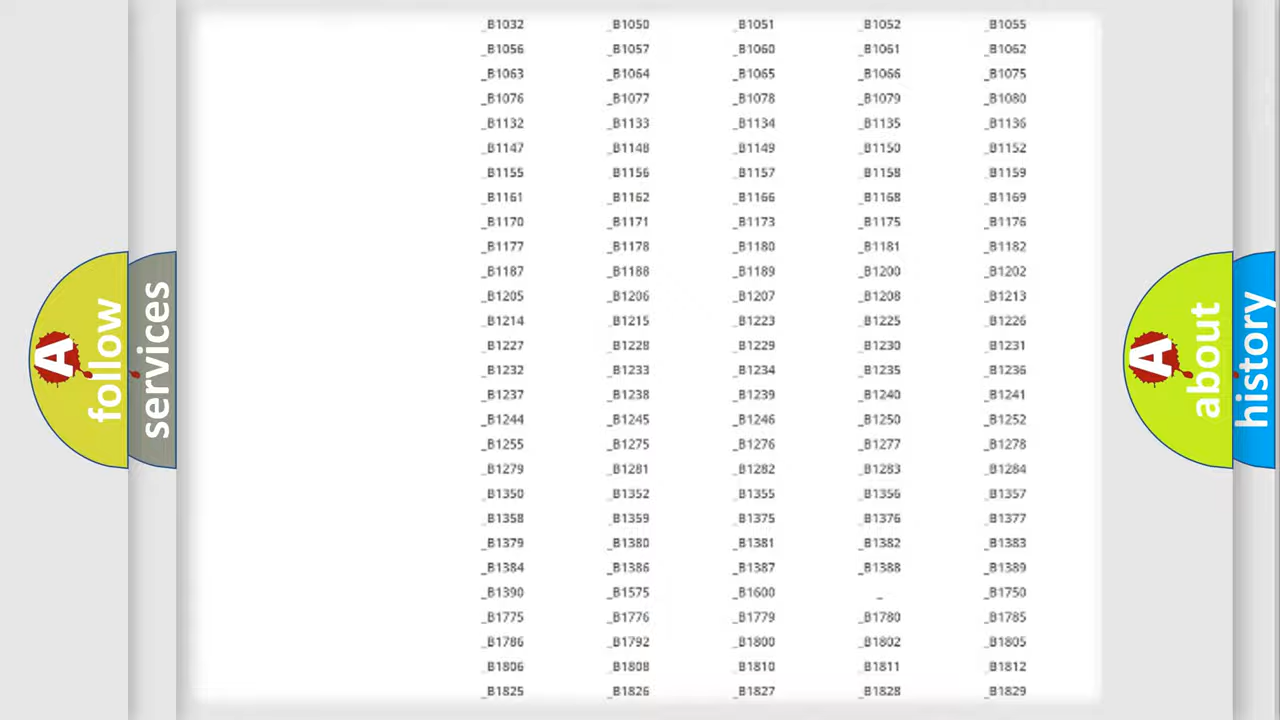 _B1032 _B1050 _B1051 _B1052 _B1055
_B1056 _B1057 _B1060 _B1061 _B1062
_B1063 _B1064 _B1065 _B1066 _B1075
_B1076 _B1077 _B1078 _B1079 _B1080
_B1132 _B1133 _B1134 _B1135 _B1136
_B1147 _B1148 _B1149 _B1150 _B1152
_B1155 _B1156 _B1157 _B1158 _B1159
_B1161 _B1162 _B1166 _B1168 _B1169
_B1170 _B1171 _B1173 _B1175 _B1176
_B1177 _B1178 _B1180 _B1181 _B1182
_B1187 _B1188 _B1189 _B1200 _B1202
_B1205 _B1206 _B1207 _B1208 _B1213
_B1214 _B1215 _B1223 _B1225 _B1226
_B1227 _B1228 _B1229 _B1230 _B1231
_B1232 _B1233 _B1234 _B1235 _B1236
_B1237 _B1238 _B1239 _B1240 _B1241
_B1244 _B1245 _B1246 _B1250 _B1252
_B1255 _B1275 _B1276 _B1277 _B1278
_B1279 _B1281 _B1282 _B1283 _B1284
_B1350 _B1352 _B1355 _B1356 _B1357
_B1358 _B1359 _B1375 _B1376 _B1377
_B1379 _B1380 _B1381 _B1382 _B1383
_B1384 _B1386 _B1387 _B1388 _B1389
_B1390 _B1575 _B1600 _ _B1750
_B1775 _B1776 _B1779 _B1780 _B1785
_B1786 _B1792 _B1800 _B1802 _B1805
_B1806 _B1808 _B1810 _B1811 _B1812
_B1825 _B1826 _B1827 _B1828 _B1829
A
follow
services
A
about
history